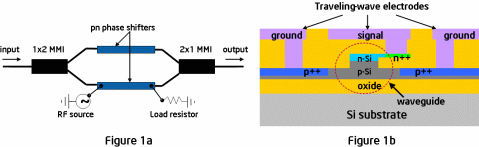 pn phase shifters
input
1x2 MMI
2x1 MMI
output
RF source
Load resistor
Figure 1a
Traveling-wave electrodes
ground
signal
ground
n-Si
n++
p++
p-Si
p++
oxide
waveguide
Si substrate
Figure 1b